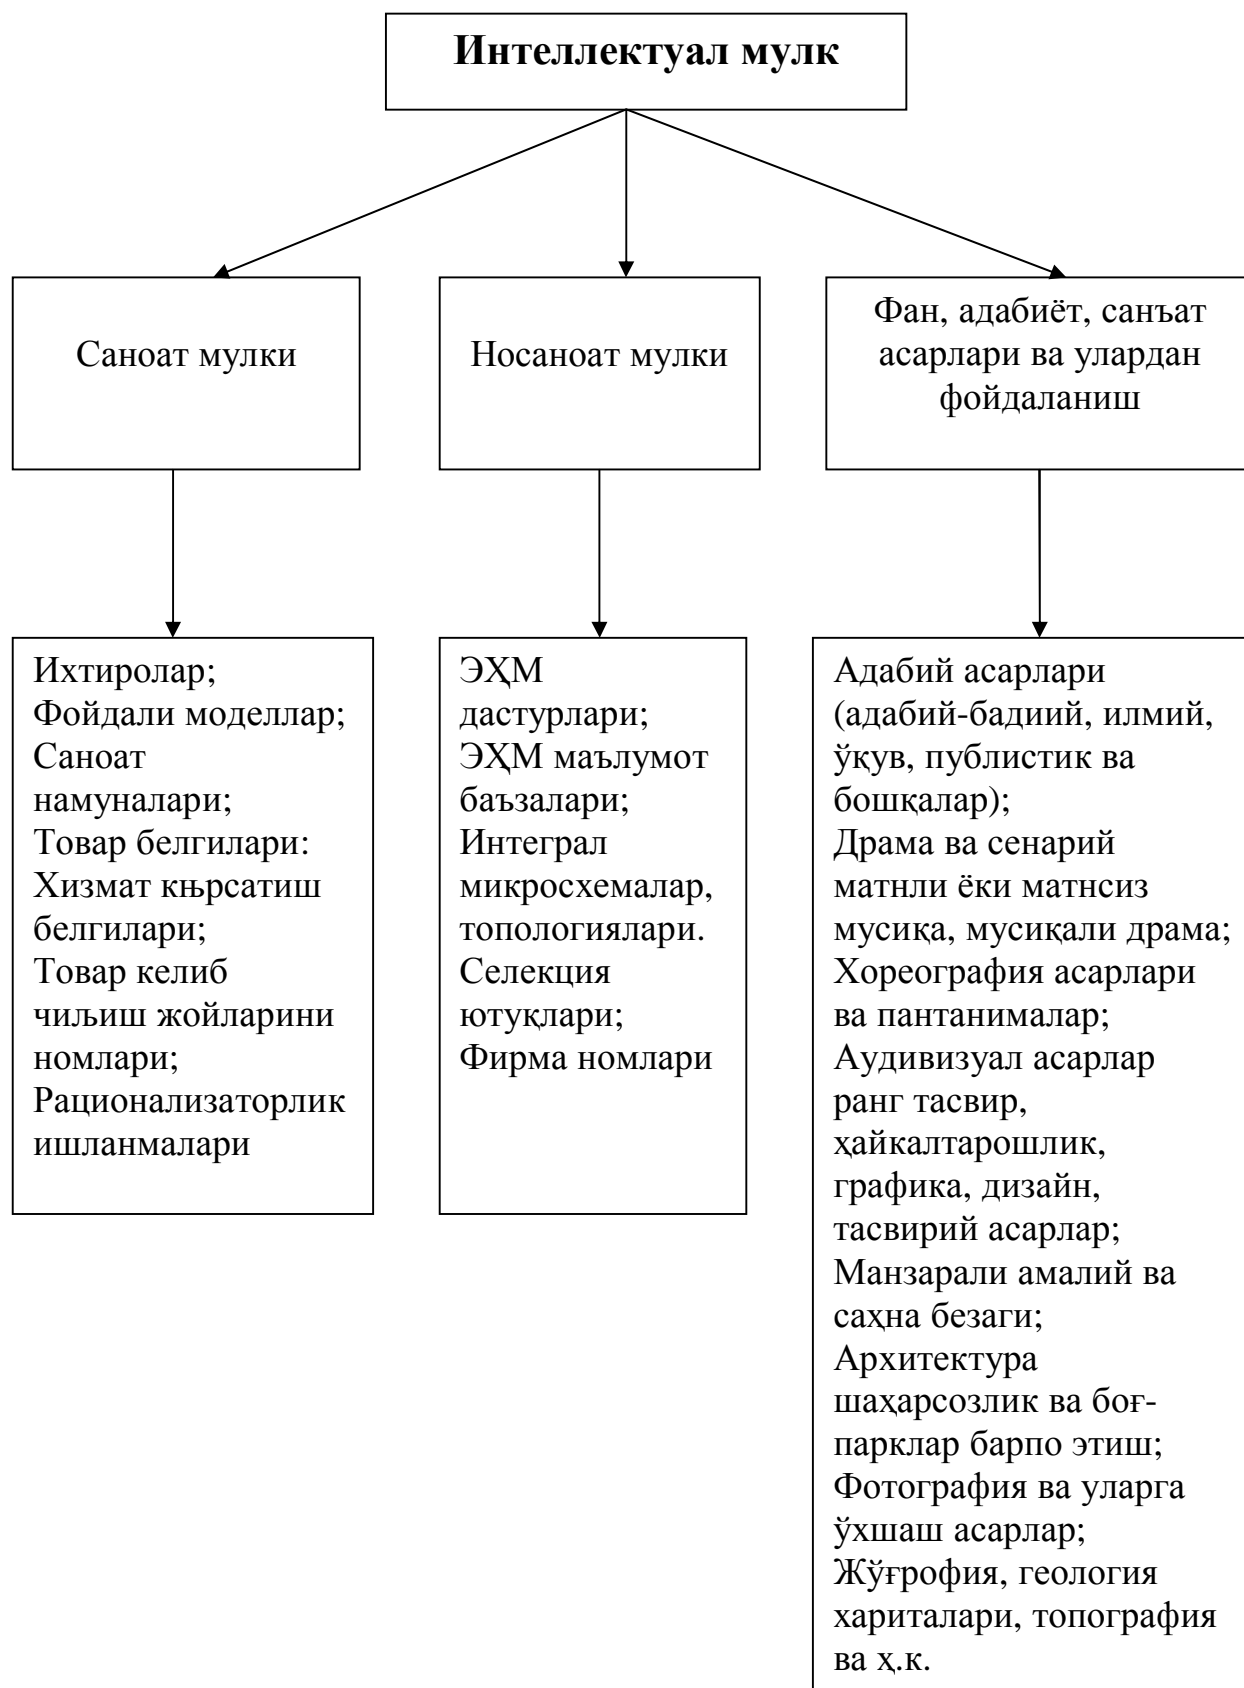 Интеллектуал мулк
Саноат мулки
Носаноат мулки
Фан, адабиёт, санъат
асарлари ва улардан
фойдаланиш
Ихтиролар;
Фойдали моделлар;
Саноат
намуналари;
Товар белгилари:
Хизмат књрсатиш
белгилари;
Товар келиб
чиљиш жойларини
номлари;
Рационализаторлик
ишланмалари
ЭҲМ
дастурлари;
ЭҲМ маълумот
баъзалари;
Интеграл
микросхемалар,
топологиялари.
Селекция
ютуқлари;
Фирма номлари
Адабий асарлари
(адабий-бадиий, илмий,
ўқув, публистик ва
бошқалар);
Драма ва сенарий
матнли ёки матнсиз
мусиқа, мусиқали драма;
Хореография асарлари
ва пантанималар;
Аудивизуал асарлар
ранг тасвир,
ҳайкалтарошлик,
графика, дизайн,
тасвирий асарлар;
Манзарали амалий ва
саҳна безаги;
Архитектура
шаҳарсозлик ва боғ-
парклар барпо этиш;
Фотография ва уларга
ўхшаш асарлар;
Жўғрофия, геология
хариталари, топография
ва ҳ.к.